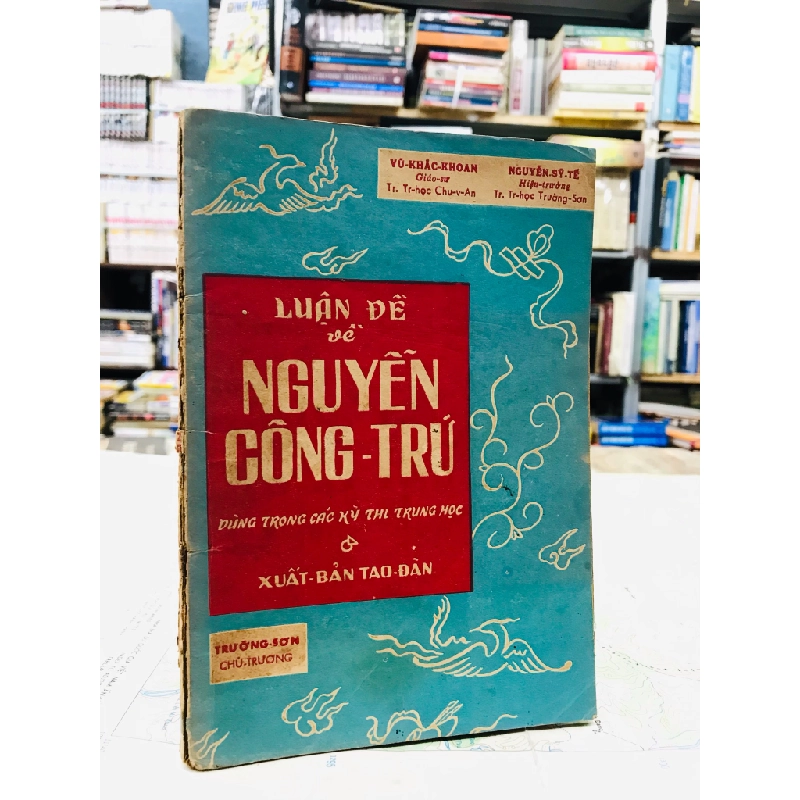 VŨ-KHẮC-KHOAN
Giáo-sư
Tr. Tr-học Chu-v-An
NGUYỄN-SỸ-TẾ
Hiệu-trưởng
Tr. Tr-học Trường-Sơn
LUẬN ĐỀ
về
NGUYỄN
CÔNG-TRỨ
DÙNG TRONG CÁC KỲ THI TRUNG HỌC
XUẤT-BẢN TAO-ĐÀN
TRƯỜNG-SƠN
CHỦ-TRƯƠNG